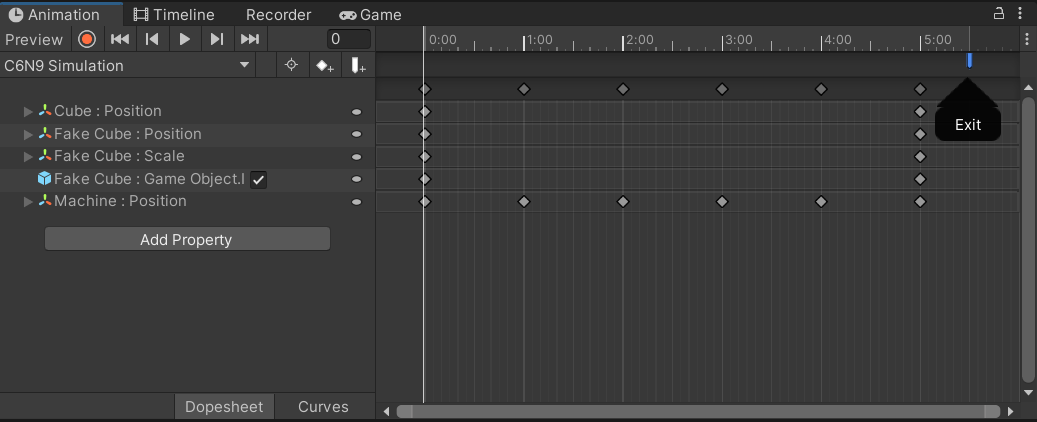 Animation Timeline Recorder Game
Preview 0 0:00 1:00 2:00 3:00 4:00 5:00
C6N9 Simulation
Cube : Position
Fake Cube : Position
Exit
Fake Cube : Scale
Fake Cube : Game Object.I
Machine : Position
Add Property
Dopesheet Curves